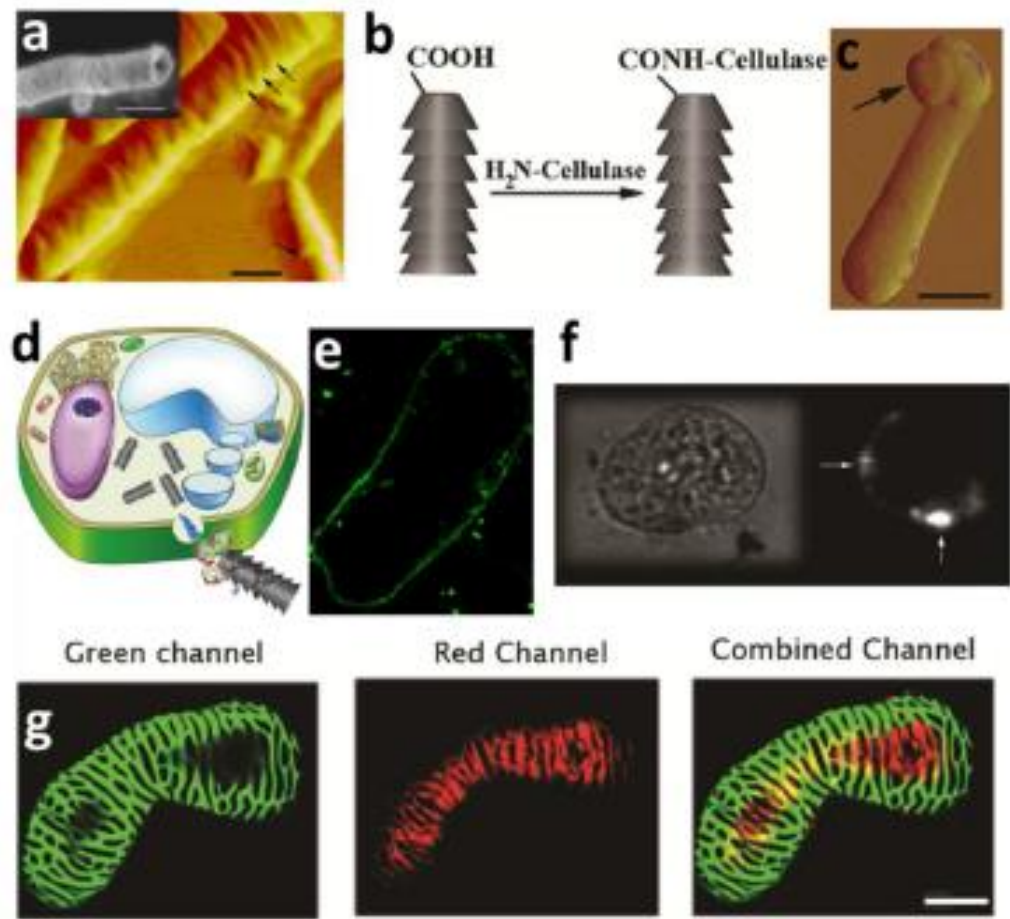 a
b
COOH
CONH-Cellulase
H₂N-Cellulase
c
d
e
f
Green channel
Red Channel
Combined Channel
g